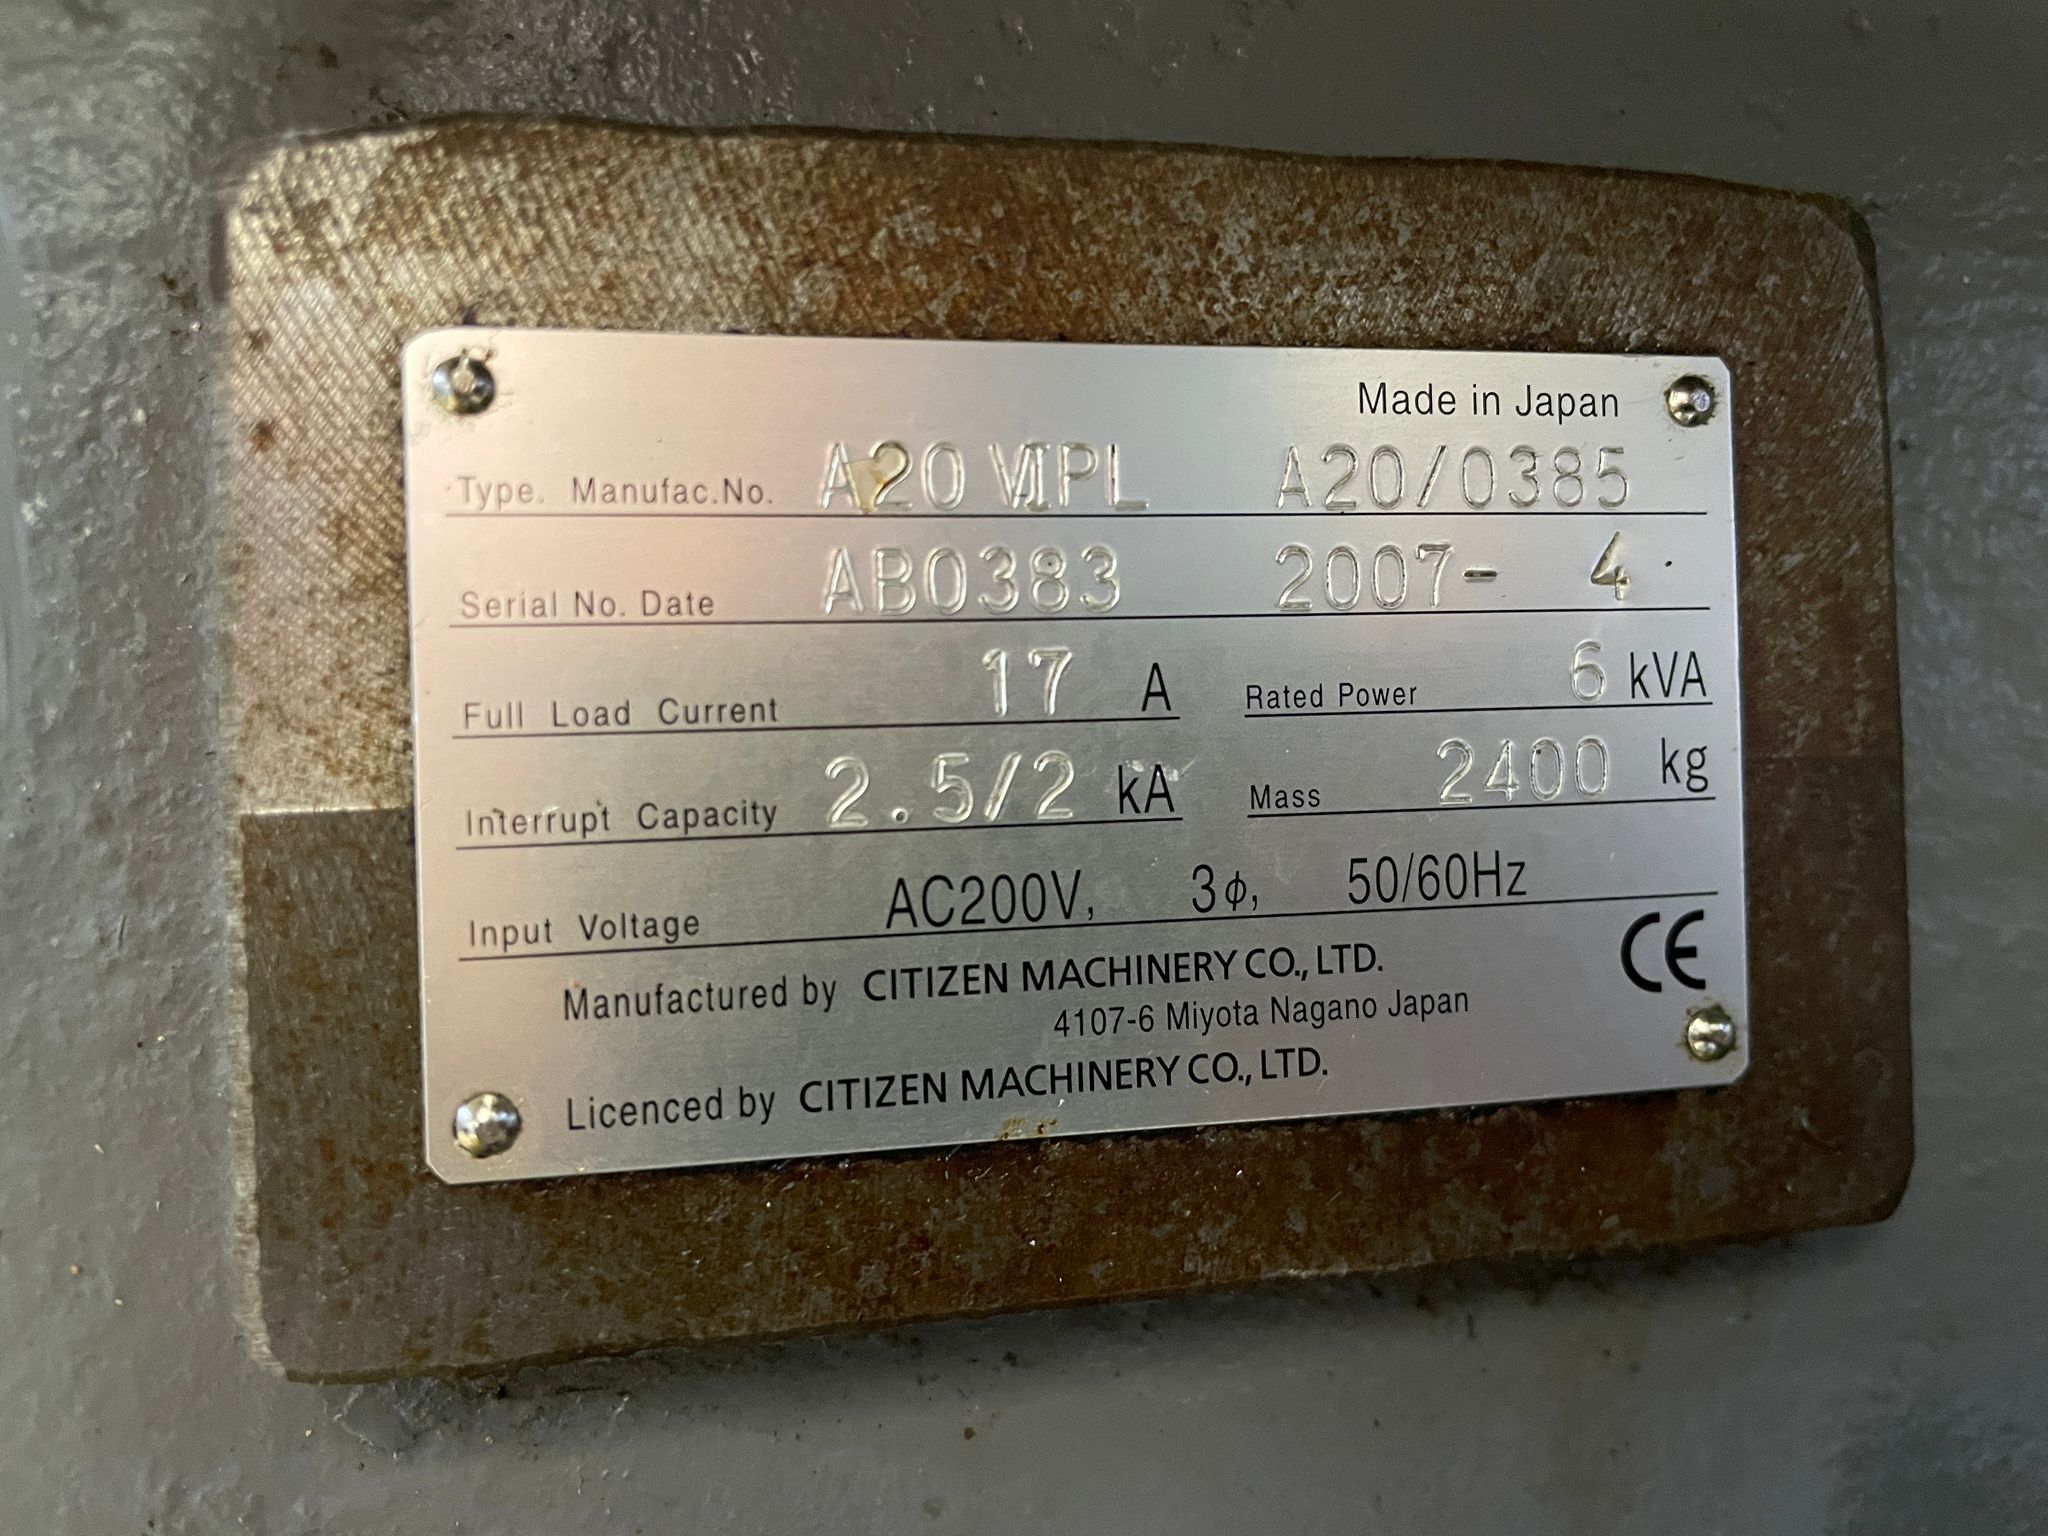 Made in Japan
Type. Manufac.No. A20 VIPL A20/0385
Serial No. Date AB0383 2007- 4
Full Load Current 17 A Rated Power 6 kVA
Interrupt Capacity 2.5/2 kA Mass 2400 kg
Input Voltage AC200V, 3ϕ, 50/60Hz
CE
Manufactured by CITIZEN MACHINERY CO., LTD.
4107-6 Miyota Nagano Japan
Licenced by CITIZEN MACHINERY CO., LTD.